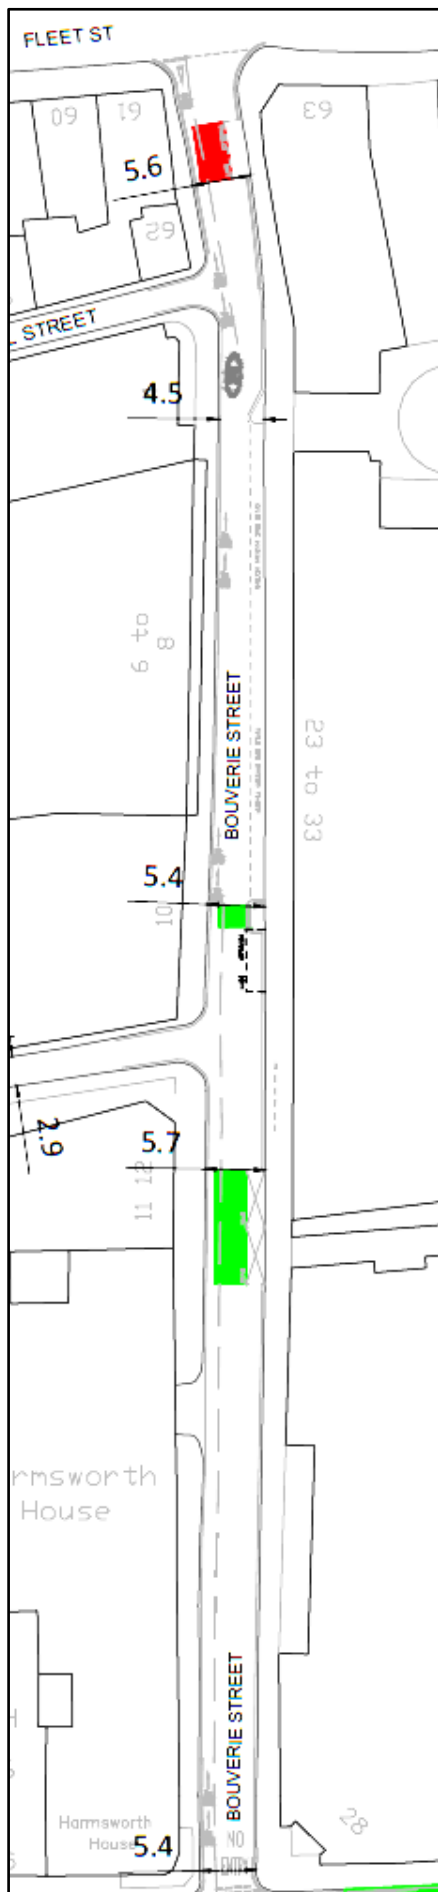 FLEET ST
60
61
63
5.6
62
L STREET
4.5
6 to
8
BOUVERIE STREET
23 to 33
5.4
10
2.9
5.7
11 12
rmsworth
House
BOUVERIE STREET
Harmsworth
House
28
5.4
NO